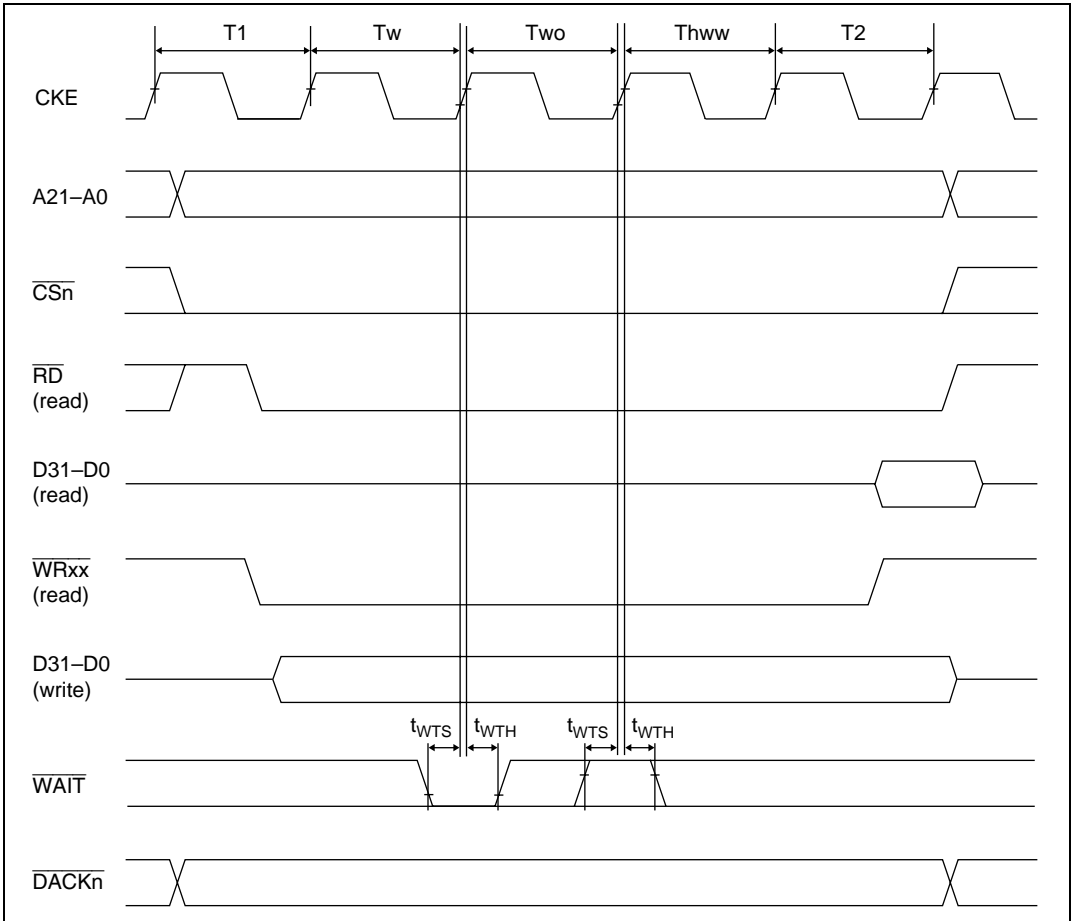 T1 Tw Two Thww T2
CKE
A21–A0
CSn
RD
(read)
D31–D0
(read)
WRxx
(read)
D31–D0
(write)
tWTS tWTH tWTS tWTH
WAIT
DACKn